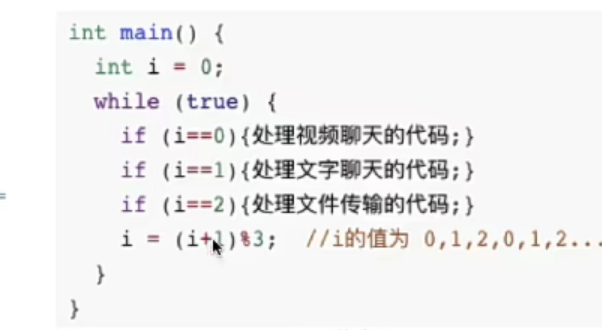 int main() {
int i = 0;
while (true) {
if (i==0){处理视频聊天的代码;}
if (i==1){处理文字聊天的代码;}
if (i==2){处理文件传输的代码;}
i = (i+1)%3; //i的值为 0,1,2,0,1,2...
}
}